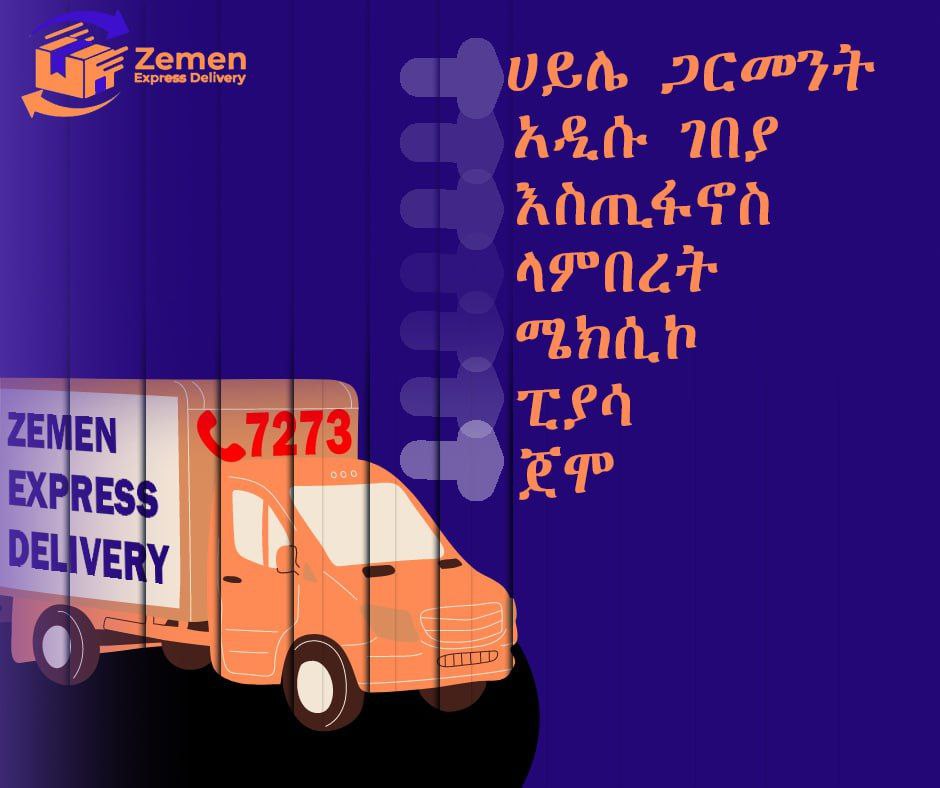 Zemen
Express Delivery
ሀይሌ ጋርመንት
አዲሱ ገበያ
እስጢፋኖስ
ላምበረት
ሜክሲኮ
ፒያሳ
ጀሞ
7273
ZEMEN
EXPRESS
DELIVERY